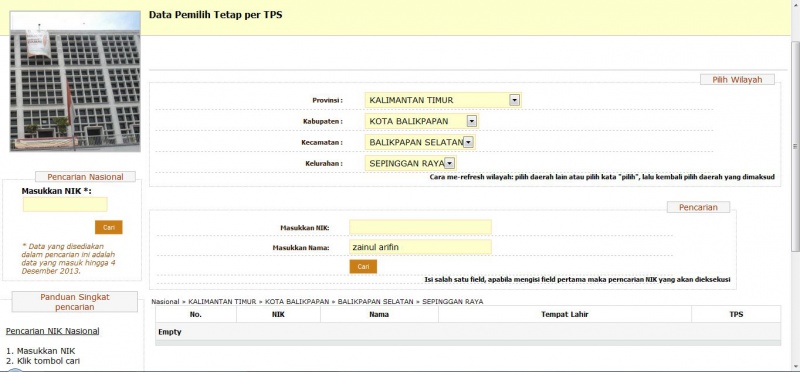 Data Pemilih Tetap per TPS
Pilih Wilayah
Provinsi : KALIMANTAN TIMUR
Kabupaten : KOTA BALIKPAPAN
Kecamatan : BALIKPAPAN SELATAN
Kelurahan : SEPINGGAN RAYA
Cara me-refresh wilayah: pilih daerah lain atau pilih kata "pilih", lalu kembali pilih daerah yang dimaksud
Pencarian Nasional
Masukkan NIK *:
Cari
* Data yang disediakan
dalam pencarian ini adalah
data yang masuk hingga 4
Desember 2013.
Panduan Singkat
pencarian
Pencarian NIK Nasional
1. Masukkan NIK
2. Klik tombol cari
Pencarian
Masukkan NIK:
Masukkan Nama: zainul arifin
Cari
Isi salah satu field, apabila mengisi field pertama maka perncarian NIK yang akan dieksekusi
Nasional » KALIMANTAN TIMUR » KOTA BALIKPAPAN » BALIKPAPAN SELATAN » SEPINGGAN RAYA
No. NIK Nama Tempat Lahir TPS
Empty